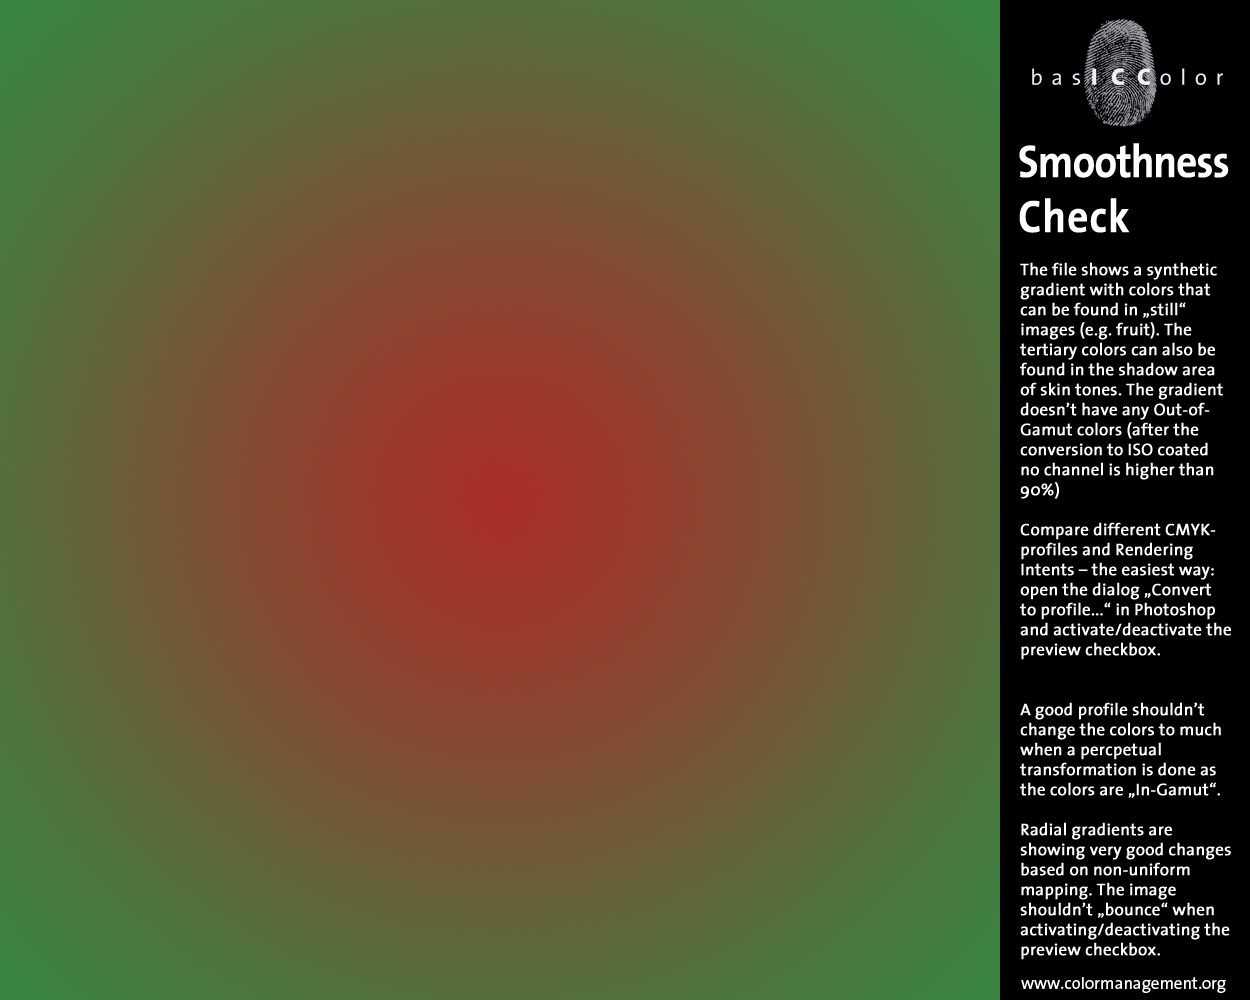 basICColor
Smoothness
Check
The file shows a synthetic
gradient with colors that
can be found in „still“
images (e.g. fruit). The
tertiary colors can also be
found in the shadow area
of skin tones. The gradient
doesn’t have any Out-of-
Gamut colors (after the
conversion to ISO coated
no channel is higher than
90%)
Compare different CMYK-
profiles and Rendering
Intents – the easiest way:
open the dialog „Convert
to profile...“ in Photoshop
and activate/deactivate the
preview checkbox.
A good profile shouldn’t
change the colors to much
when a percpetual
transformation is done as
the colors are „In-Gamut“.
Radial gradients are
showing very good changes
based on non-uniform
mapping. The image
shouldn’t „bounce“ when
activating/deactivating the
preview checkbox.
www.colormanagement.org